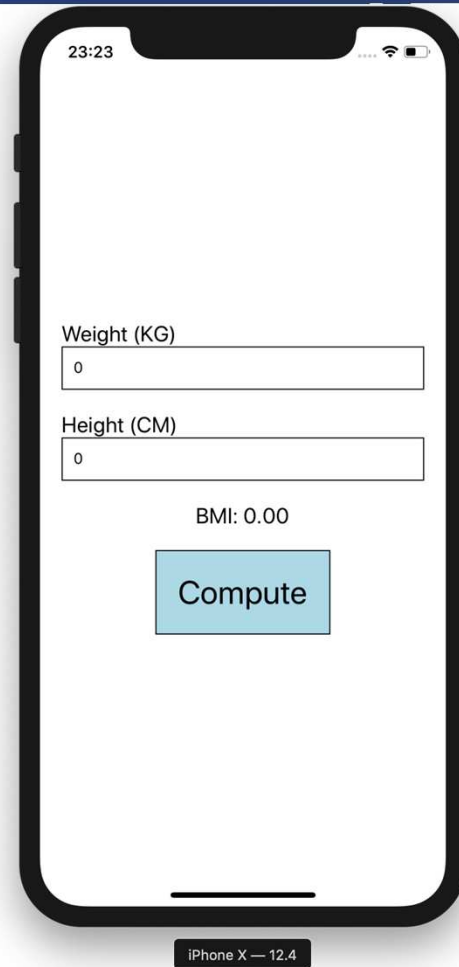 23:23
Weight (KG)
0
Height (CM)
0
BMI: 0.00
Compute
iPhone X — 12.4